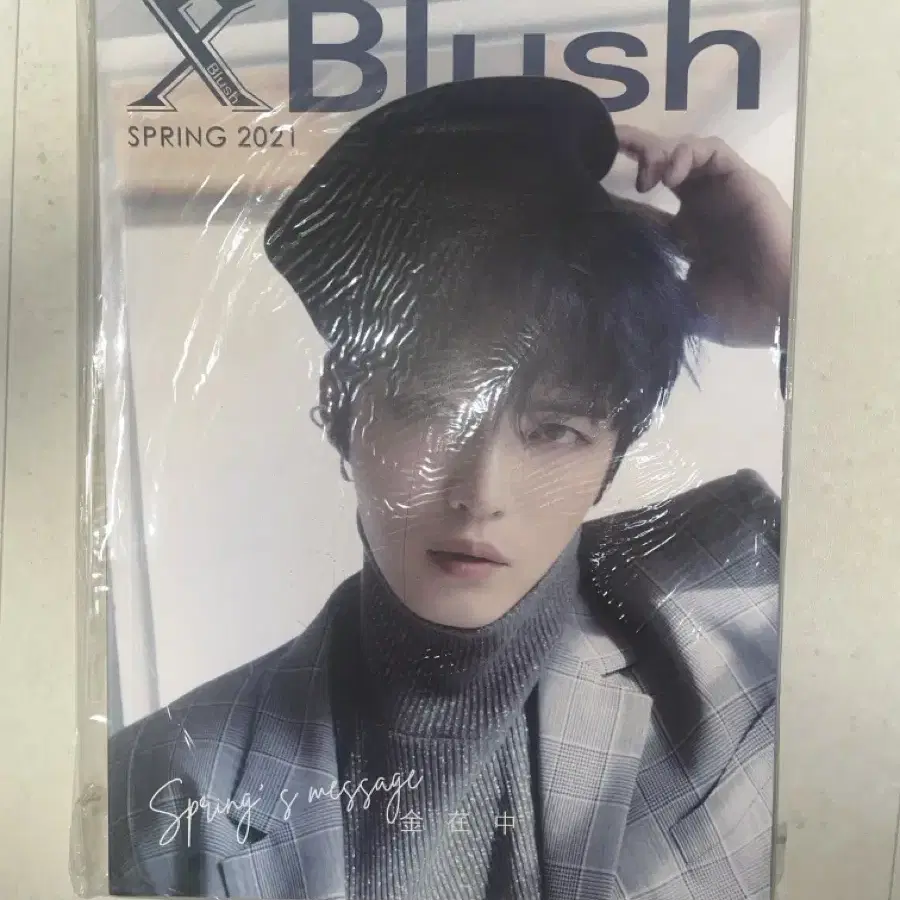 X Blush
Blush
SPRING 2021
Spring's message
金在中